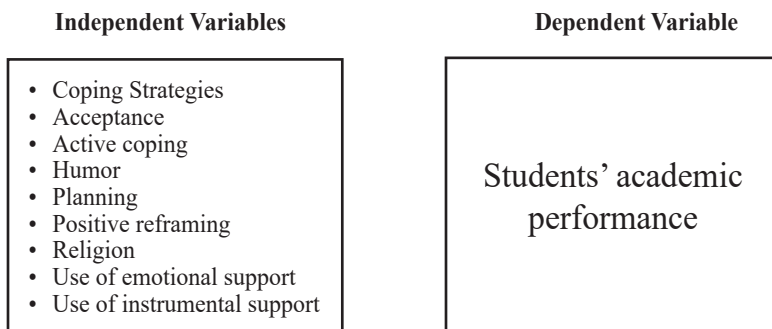 Independent Variables
• Coping Strategies
• Acceptance
• Active coping
• Humor
• Planning
• Positive reframing
• Religion
• Use of emotional support
• Use of instrumental support
Dependent Variable
Students’ academic
performance